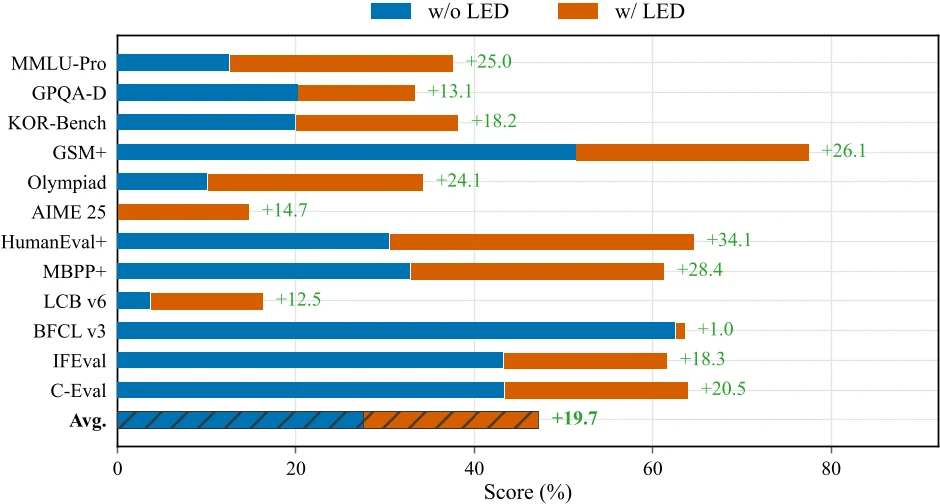 w/o LED
w/ LED
MMLU-Pro +25.0
GPQA-D +13.1
KOR-Bench +18.2
GSM+ +26.1
Olympiad +24.1
AIME 25 +14.7
HumanEval+ +34.1
MBPP+ +28.4
LCB v6 +12.5
BFCL v3 +1.0
IFEval +18.3
C-Eval +20.5
Avg. +19.7
0 20 40 60 80
Score (%)